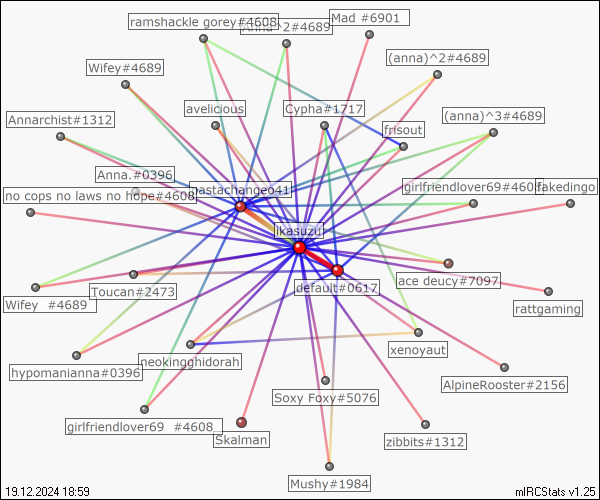 ramshackle gorey#4608
Anna^2#4689
Mad #6901
Wifey#4689
(anna)^2#4689
avelicious
Cypha#1717
(anna)^3#4689
Annarchist#1312
frisout
Anna.#0396
no cops no laws no hope#4608
pastachange041
girlfriendlover69#4608
fakedingo
ikasuzu
default#0617
ace deucy#7097
Wifey #4689
Toucan#2473
rattgaming
hypomanianna#0396
neokingghidorah
xenoyaut
AlpineRooster#2156
Soxy Foxy#5076
girlfriendlover69 #4608
Skalman
zibbits#1312
Mushy#1984
19.12.2024 18:59
mIRCStats v1.25